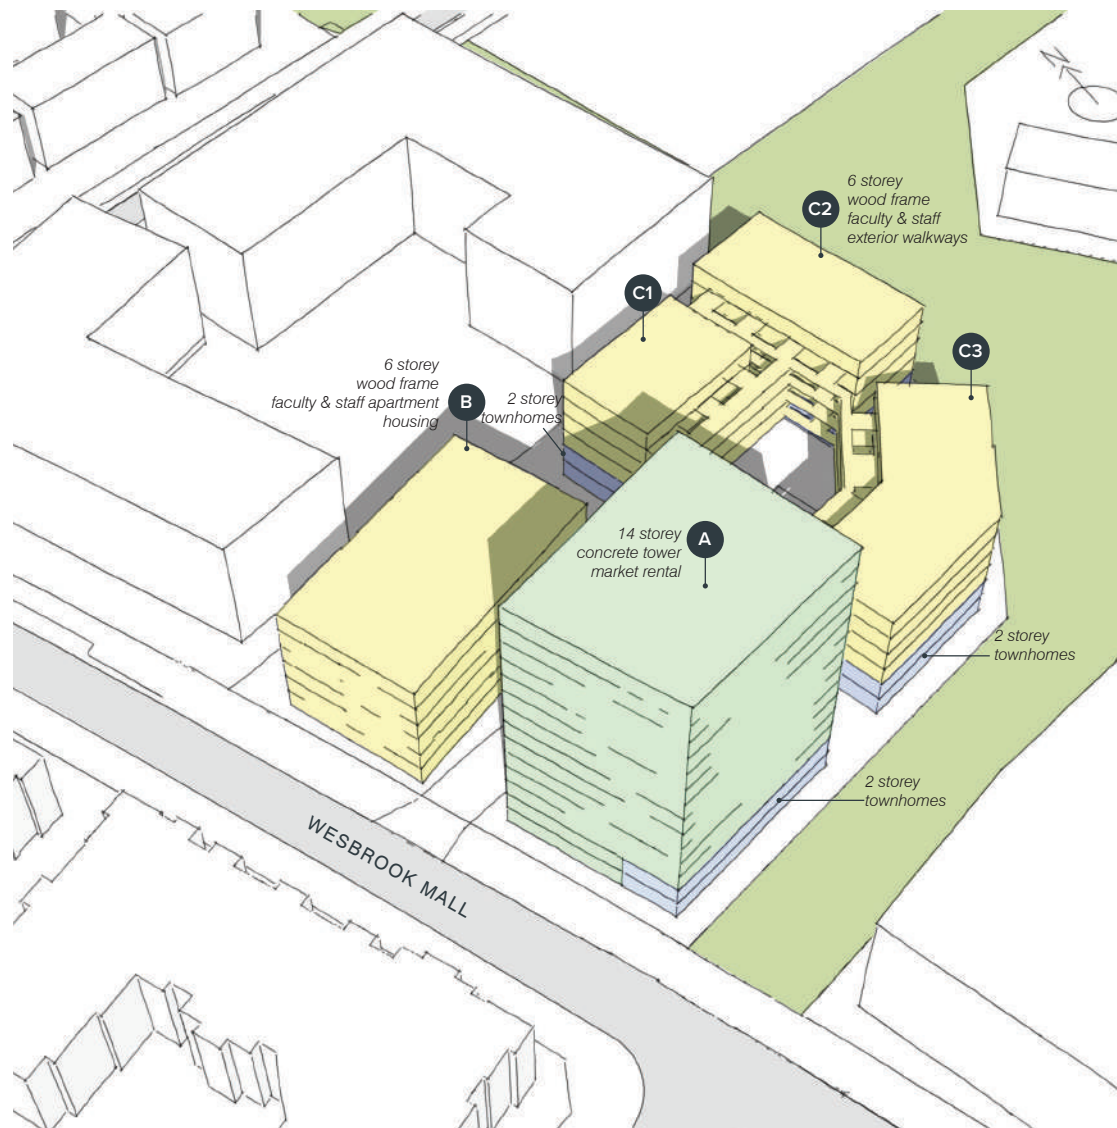 N
C2
6 storey
wood frame
faculty & staff
exterior walkways
C1
C3
6 storey
wood frame
faculty & staff apartment
housing
B
2 storey
townhomes
14 storey
concrete tower
market rental
A
2 storey
townhomes
2 storey
townhomes
WESBROOK MALL